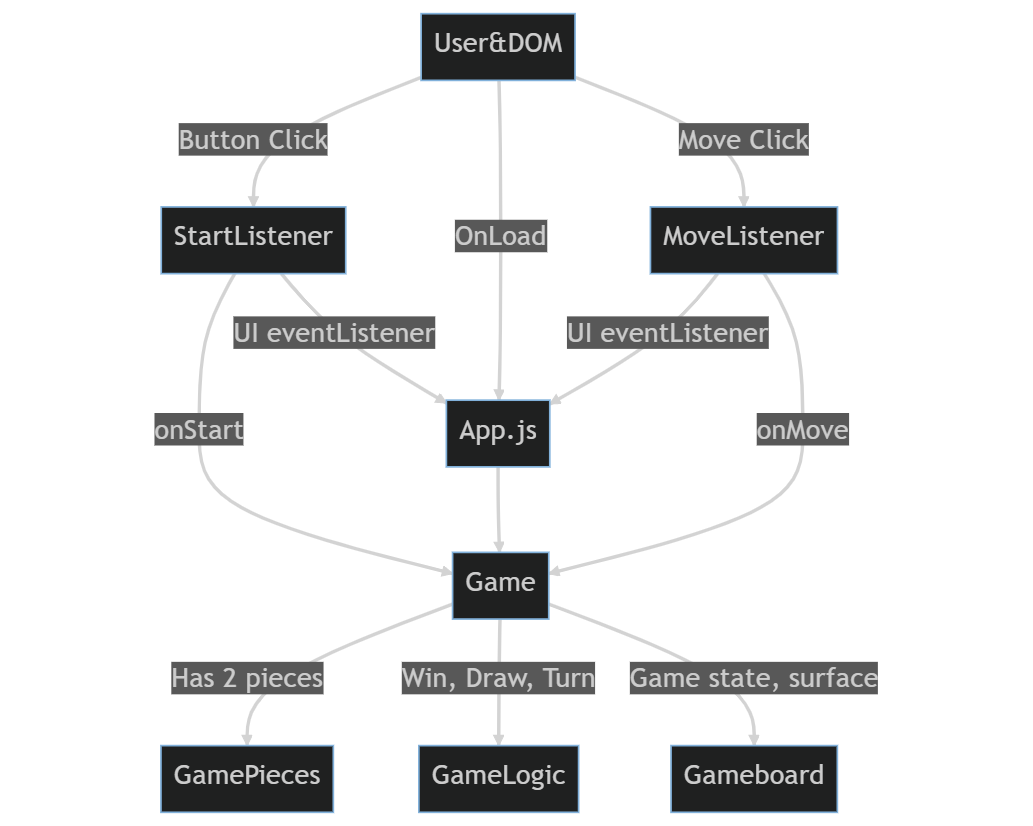 User&DOM
Button Click
Move Click
StartListener
OnLoad
MoveListener
UI eventListener
UI eventListener
onStart
App.js
onMove
Game
Has 2 pieces
Win, Draw, Turn
Game state, surface
GamePieces
GameLogic
Gameboard